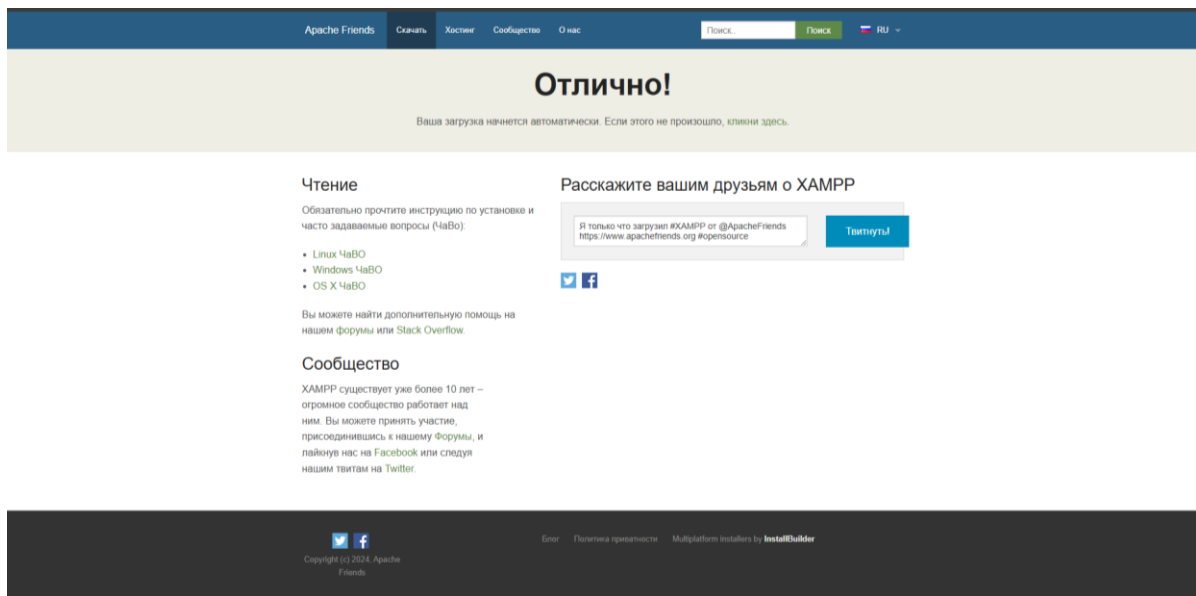 Apache Friends Скачать Хостинг Сообщество О нас Поиск.. Поиск RU
Отлично!
Ваша загрузка начнется автоматически. Если этого не произошло, кликни здесь.
Чтение
Обязательно прочтите инструкцию по установке и
часто задаваемые вопросы (ЧаВо):
Linux ЧаВО
Windows ЧаВО
OS X ЧаВО
Вы можете найти дополнительную помощь на
нашем форумы или Stack Overflow.
Сообщество
XAMPP существует уже более 10 лет –
огромное сообщество работает над
ним. Вы можете принять участие,
присоединившись к нашему Форумы, и
лайкнув нас на Facebook или следуя
нашим твитам на Twitter.
Расскажите вашим друзьям о XAMPP
Я только что загрузил #XAMPP от @ApacheFriends
https://www.apachefriends.org #opensource
Твитнуть!
Copyright (c) 2024, Apache
Friends
Блог Политика приватности Multiplatform installers by InstallBuilder